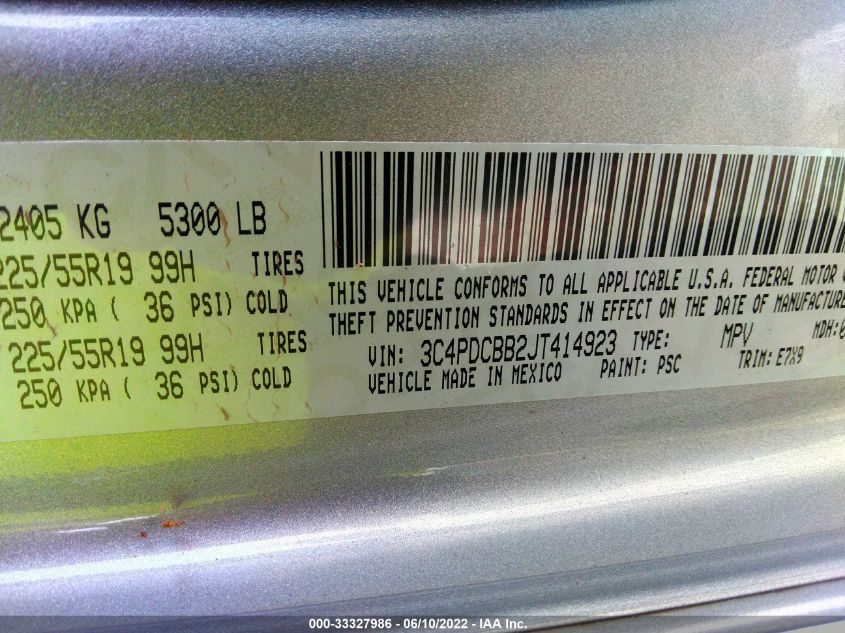 2405 KG 5300 LB
225/55R19 99H TIRES
250 KPA ( 36 PSI) COLD
225/55R19 99H TIRES
250 KPA ( 36 PSI) COLD
THIS VEHICLE CONFORMS TO ALL APPLICABLE U.S.A. FEDERAL MOTOR
THEFT PREVENTION STANDARDS IN EFFECT ON THE DATE OF MANUFACTURE
VIN: 3C4PDCBB2JT414923 TYPE: MPV MDH:0
VEHICLE MADE IN MEXICO PAINT: PSC TRIM: E7X9
000-33327986 - 06/10/2022 - © IAA, Inc.